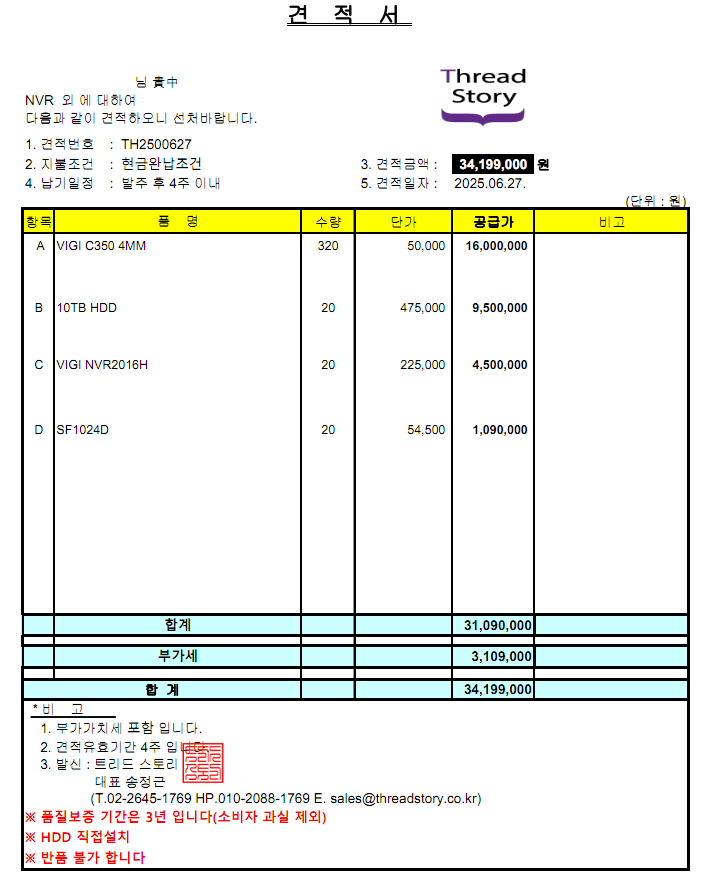 견 적 서
Thread
Story
님 貴中
NVR 외 에 대하여
다음과 같이 견적하오니 선처바랍니다.
1. 견적번호 : TH2500627
2. 지불조건 : 현금완납조건 3. 견적금액 : 34,199,000 원
4. 납기일정 : 발주 후 4주 이내 5. 견적일자 : 2025.06.27.
(단위 : 원)
항목 품 명 수량 단가 공급가 비고
A VIGI C350 4MM 320 50,000 16,000,000
B 10TB HDD 20 475,000 9,500,000
C VIGI NVR2016H 20 225,000 4,500,000
D SF1024D 20 54,500 1,090,000
합계 31,090,000
부가세 3,109,000
합 계 34,199,000
* 비 고
1. 부가가치세 포함 입니다.
2. 견적유효기간 4주 입니다.
3. 발신 : 트리드 스토리
대표 송정근
(T.02-2645-1769 HP.010-2088-1769 E. sales@threadstory.co.kr)
※ 품질보증 기간은 3년 입니다(소비자 과실 제외)
※ HDD 직접설치
※ 반품 불가 합니다